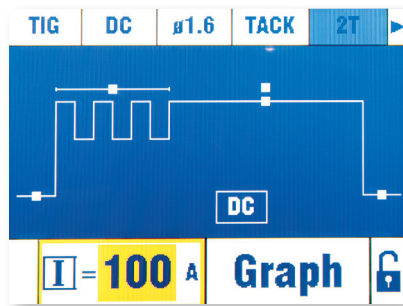 TIG DC ø1.6 TACK 2T
DC
I = 100 A Graph